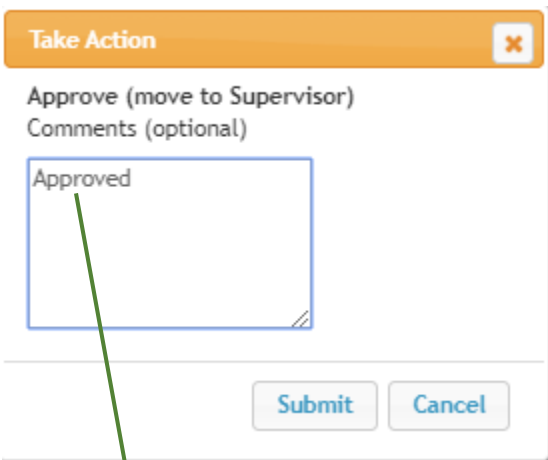 Take Action
Approve (move to Supervisor)
Comments (optional)
Approved
Submit Cancel